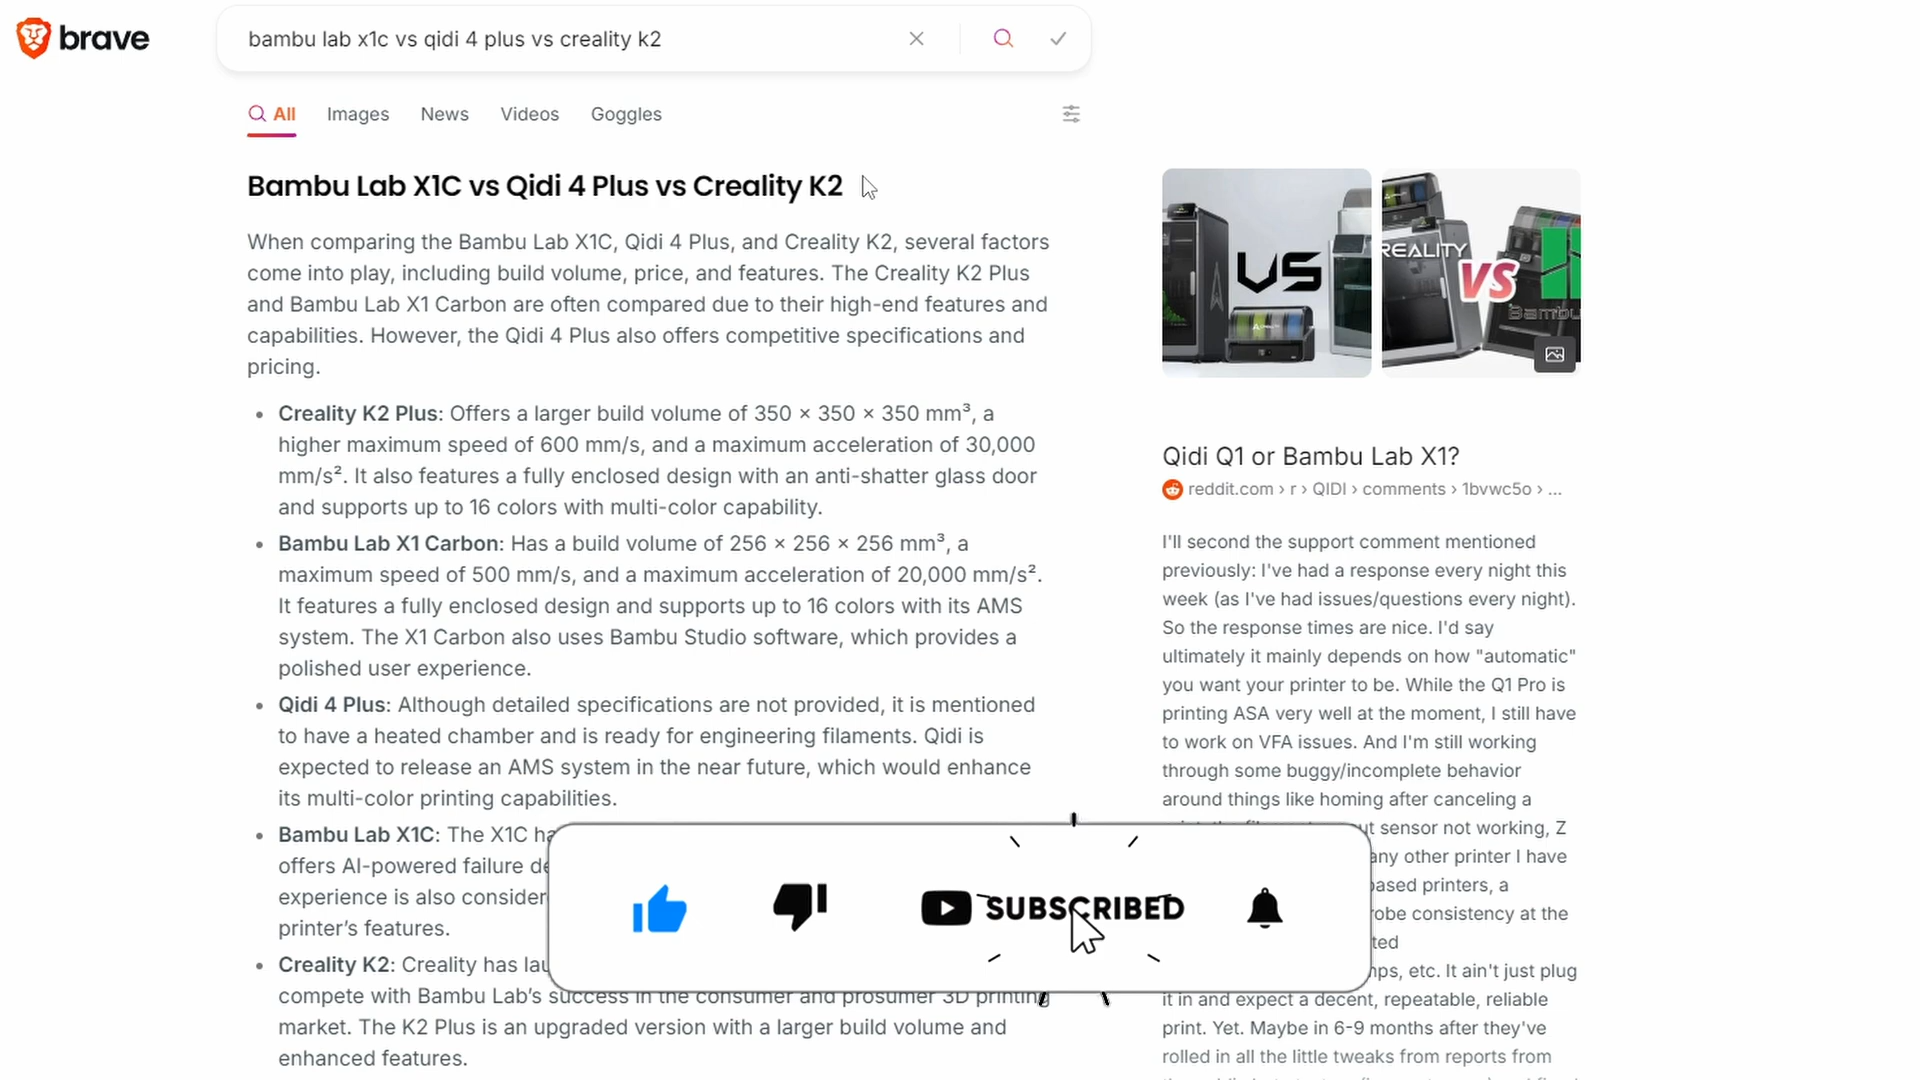 brave
bambu lab x1c vs qidi 4 plus vs creality k2
All Images News Videos Goggles
Bambu Lab X1C vs Qidi 4 Plus vs Creality K2
When comparing the Bambu Lab X1C, Qidi 4 Plus, and Creality K2, several factors
come into play, including build volume, price, and features. The Creality K2 Plus
and Bambu Lab X1 Carbon are often compared due to their high-end features and
capabilities. However, the Qidi 4 Plus also offers competitive specifications and
pricing.
• Creality K2 Plus: Offers a larger build volume of 350 × 350 × 350 mm³, a
higher maximum speed of 600 mm/s, and a maximum acceleration of 30,000
mm/s². It also features a fully enclosed design with an anti-shatter glass door
and supports up to 16 colors with multi-color capability.
• Bambu Lab X1 Carbon: Has a build volume of 256 × 256 × 256 mm³, a
maximum speed of 500 mm/s, and a maximum acceleration of 20,000 mm/s².
It features a fully enclosed design and supports up to 16 colors with its AMS
system. The X1 Carbon also uses Bambu Studio software, which provides a
polished user experience.
• Qidi 4 Plus: Although detailed specifications are not provided, it is mentioned
to have a heated chamber and is ready for engineering filaments. Qidi is
expected to release an AMS system in the near future, which would enhance
its multi-color printing capabilities.
• Bambu Lab X1C: The X1C
offers AI-powered failure
experience is also
printer's features.
• Creality K2: Creality has
compete with Bambu Lab's success in the consumer and prosumer 3D printing
market. The K2 Plus is an upgraded version with a larger build volume and
enhanced features.
VS
REALITY
VS
Bambu
Qidi Q1 or Bambu Lab X1?
reddit.com › r › QIDI › comments › 1bvwc5o › ...
I'll second the support comment mentioned
previously: I've had a response every night this
week (as I've had issues/questions every night).
So the response times are nice. I'd say
ultimately it mainly depends on how "automatic"
you want your printer to be. While the Q1 Pro is
printing ASA very well at the moment, I still have
to work on VFA issues. And I'm still working
through some buggy/incomplete behavior
around things like homing after canceling a
sensor not working, Z
any other printer I have
based printers, a
probe consistency at the
etc. It ain't just plug
it in and expect a decent, repeatable, reliable
print. Yet. Maybe in 6-9 months after they've
rolled in all the little tweaks from reports from
SUBSCRIBED